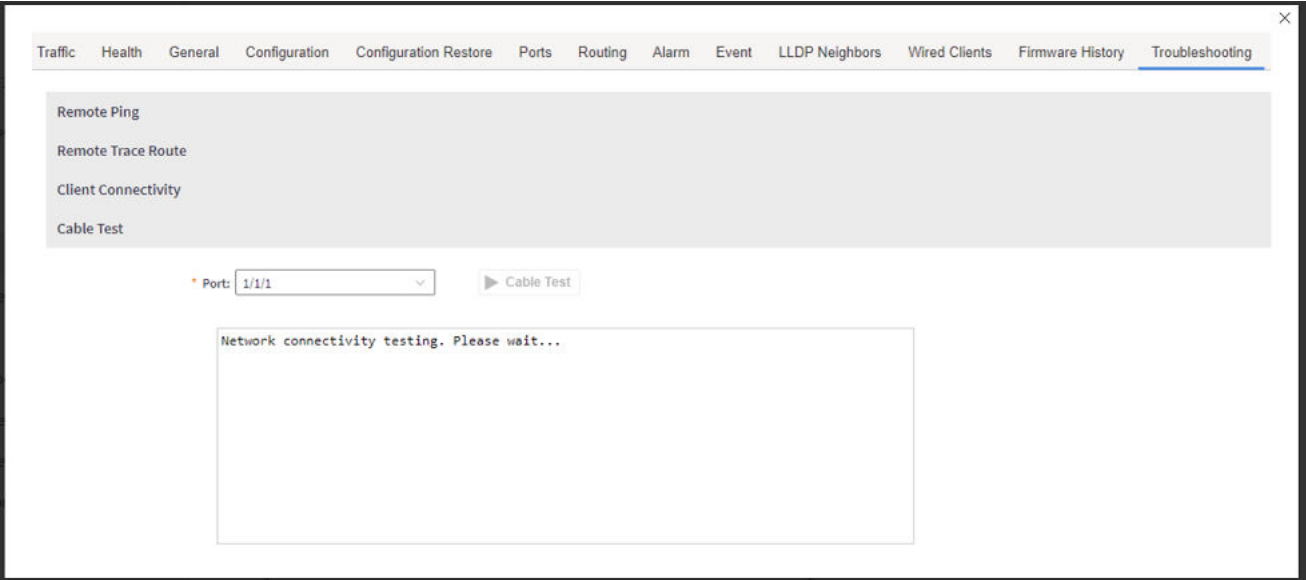 Traffic Health General Configuration Configuration Restore Ports Routing Alarm Event LLDP Neighbors Wired Clients Firmware History Troubleshooting
Remote Ping
Remote Trace Route
Client Connectivity
Cable Test
* Port: 1/1/1 Cable Test
Network connectivity testing. Please wait...